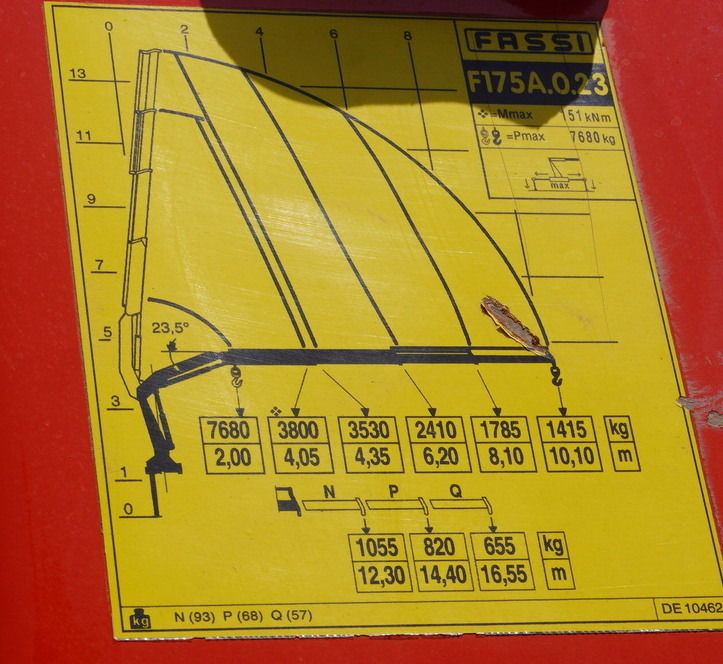 0 2 4 6 8
FASSI
F175A.0.23
=Mmax 51 kNm
=Pmax 7680 kg
max
13
11
9
7
5
3
1
0
23,5°
7680 3800 3530 2410 1785 1415 kg
2,00 4,05 4,35 6,20 8,10 10,10 m
N P Q
1055 820 655 kg
12,30 14,40 16,55 m
kg N (93) P (68) Q (57) DE 10462